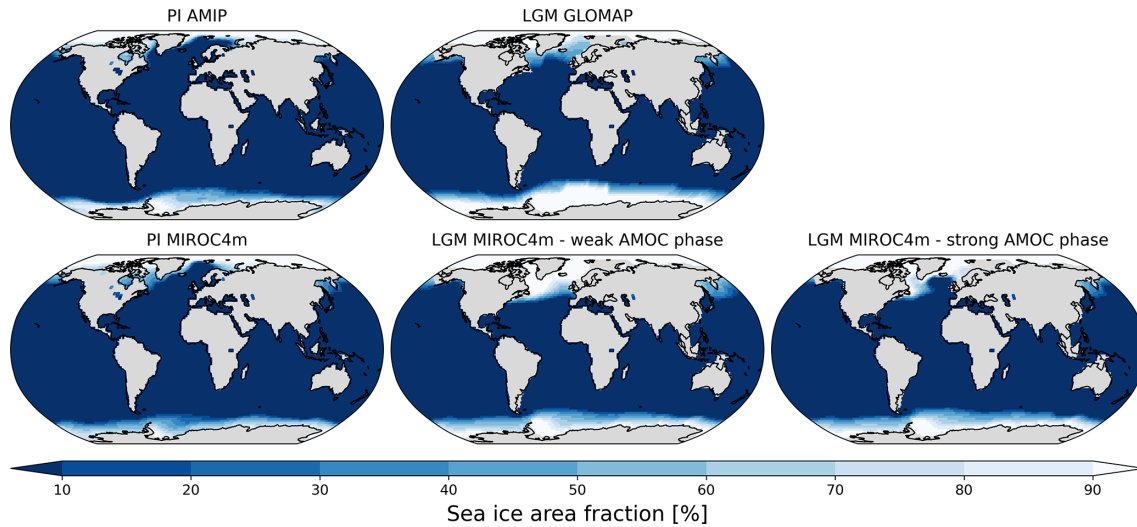 PI AMIP
LGM GLOMAP
PI MIROC4m
LGM MIROC4m - weak AMOC phase
LGM MIROC4m - strong AMOC phase
10 20 30 40 50 60 70 80 90
Sea ice area fraction [%]